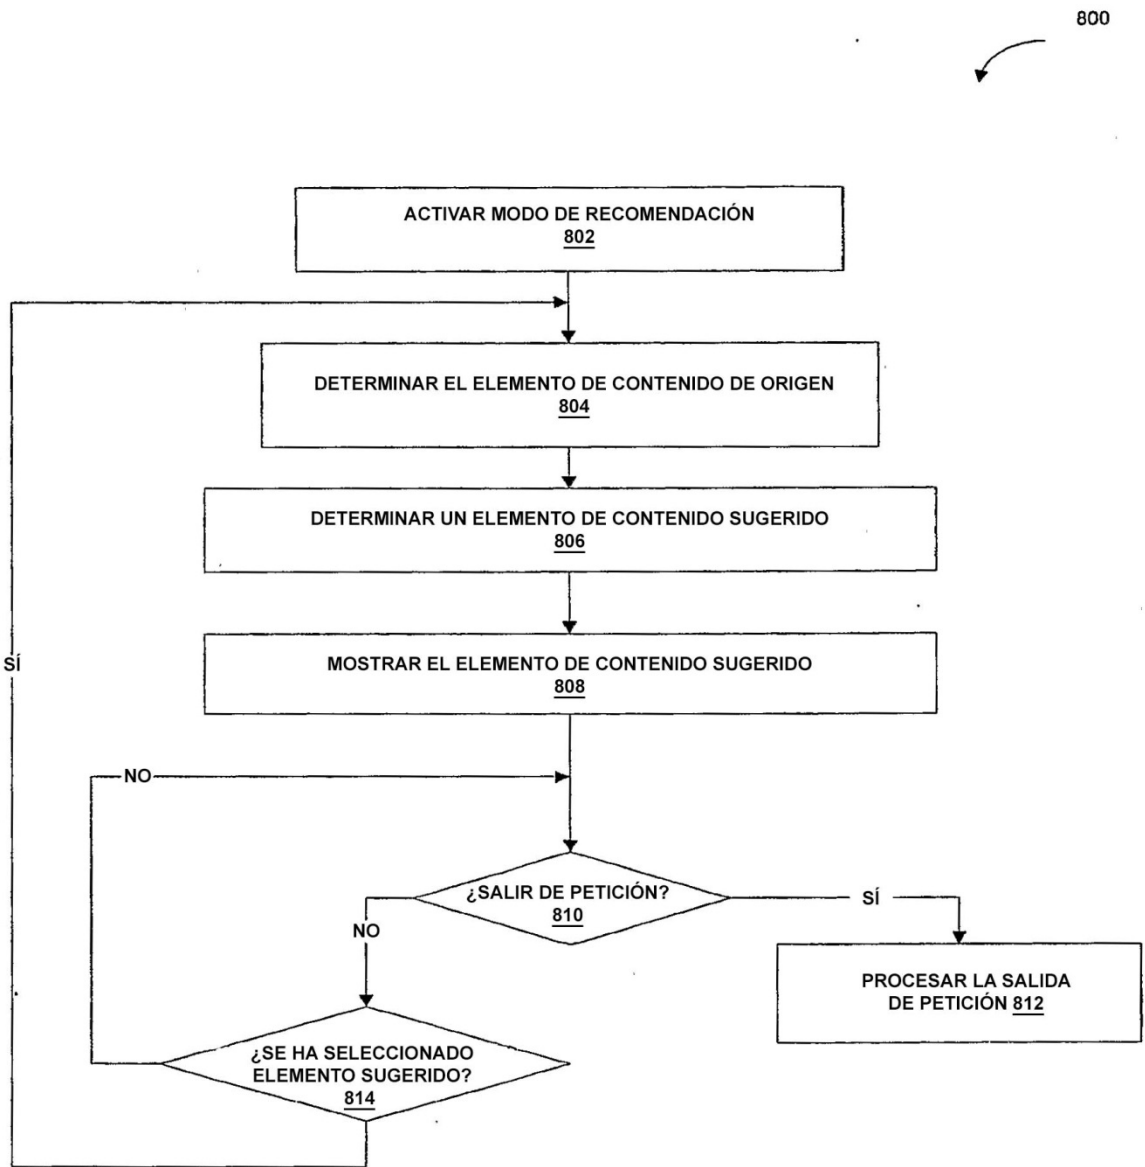 800
ACTIVAR MODO DE RECOMENDACIÓN
802
DETERMINAR EL ELEMENTO DE CONTENIDO DE ORIGEN
804
DETERMINAR UN ELEMENTO DE CONTENIDO SUGERIDO
806
MOSTRAR EL ELEMENTO DE CONTENIDO SUGERIDO
808
SÍ
NO
¿SALIR DE PETICIÓN?
810
SÍ
NO
PROCESAR LA SALIDA
DE PETICIÓN 812
¿SE HA SELECCIONADO
ELEMENTO SUGERIDO?
814